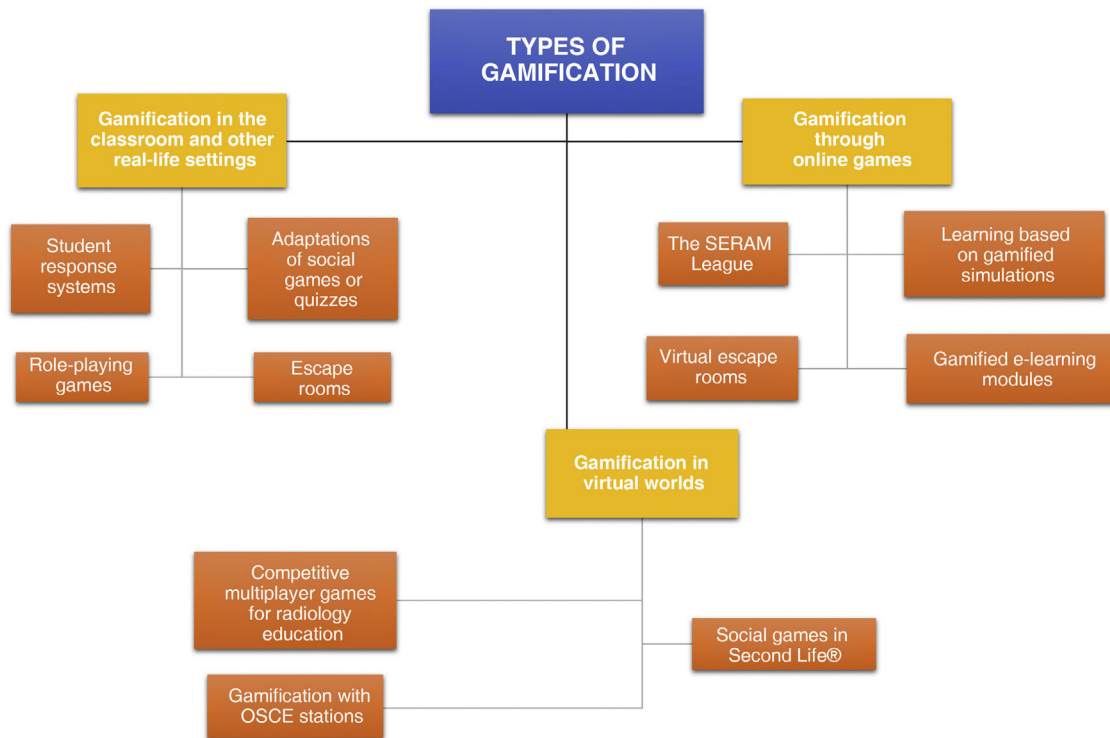 TYPES OF
GAMIFICATION
Gamification in the
classroom and other
real-life settings
Gamification
through
online games
Student
response
systems
Adaptations
of social
games or
quizzes
Role-playing
games
Escape
rooms
The SERAM
League
Learning based
on gamified
simulations
Virtual escape
rooms
Gamified e-learning
modules
Gamification in
virtual worlds
Competitive
multiplayer games
for radiology
education
Social games in
Second Life®
Gamification with
OSCE stations